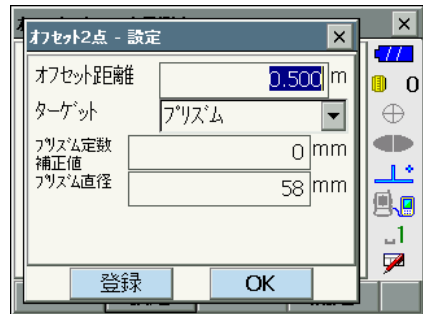 オフセット2点 - 設定
オフセット距離 0.500 m
ターゲット プリズム
プリズム定数
補正値 0 mm
プリズム直径 58 mm
登録 OK
0
1